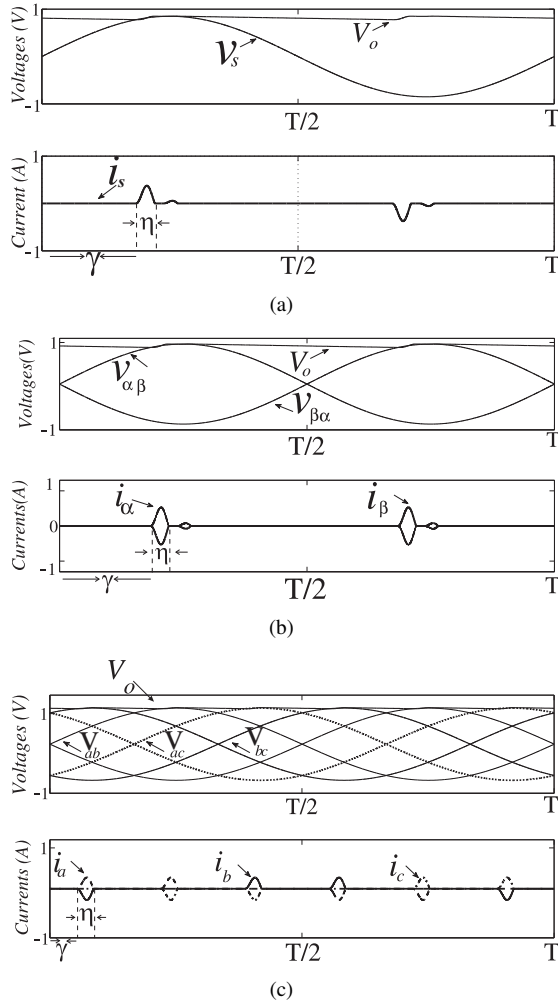 Voltages (V)
V_o
v_s
-1
T/2
T
Current (A)
1
i_s
η
-1
γ
T/2
T
(a)
Voltages(V)
1
v_αβ
V_o
v_βα
-1
T/2
T
Currents(A)
1
i_α
i_β
0
η
-1
γ
T/2
T
(b)
V_o
Voltages (V)
1
V_ab
V_ac
V_bc
-1
T/2
T
Currents (A)
1
i_a
i_b
i_c
η
-1
γ
T/2
T
(c)